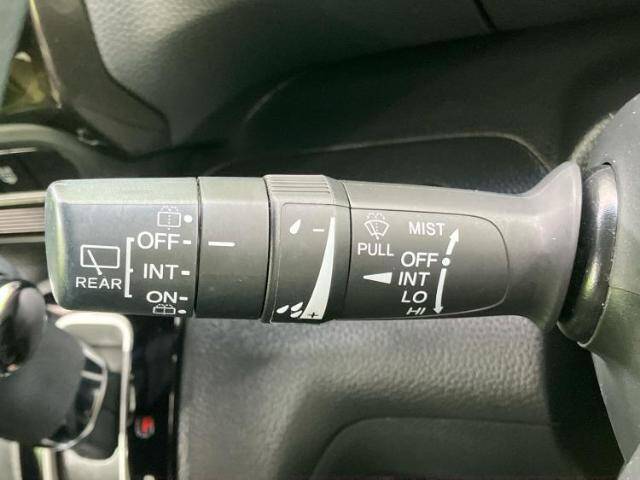 REAR
OFF
INT
ON
−
+
PULL
MIST
OFF
INT
LO
HI